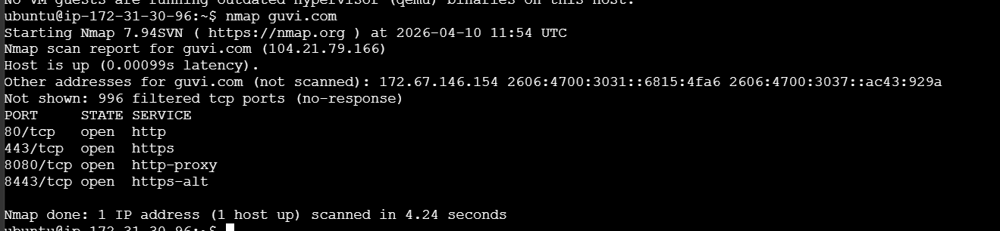 No VM guests are running outdated hypervisor (qemu) binaries on this host.
ubuntu@ip-172-31-30-96:~$ nmap guvi.com
Starting Nmap 7.94SVN ( https://nmap.org ) at 2026-04-10 11:54 UTC
Nmap scan report for guvi.com (104.21.79.166)
Host is up (0.00099s latency).
Other addresses for guvi.com (not scanned): 172.67.146.154 2606:4700:3031::6815:4fa6 2606:4700:3037::ac43:929a
Not shown: 996 filtered tcp ports (no-response)
PORT     STATE SERVICE
80/tcp   open  http
443/tcp  open  https
8080/tcp open  http-proxy
8443/tcp open  https-alt
Nmap done: 1 IP address (1 host up) scanned in 4.24 seconds
ubuntu@ip-172-31-30-96:~$